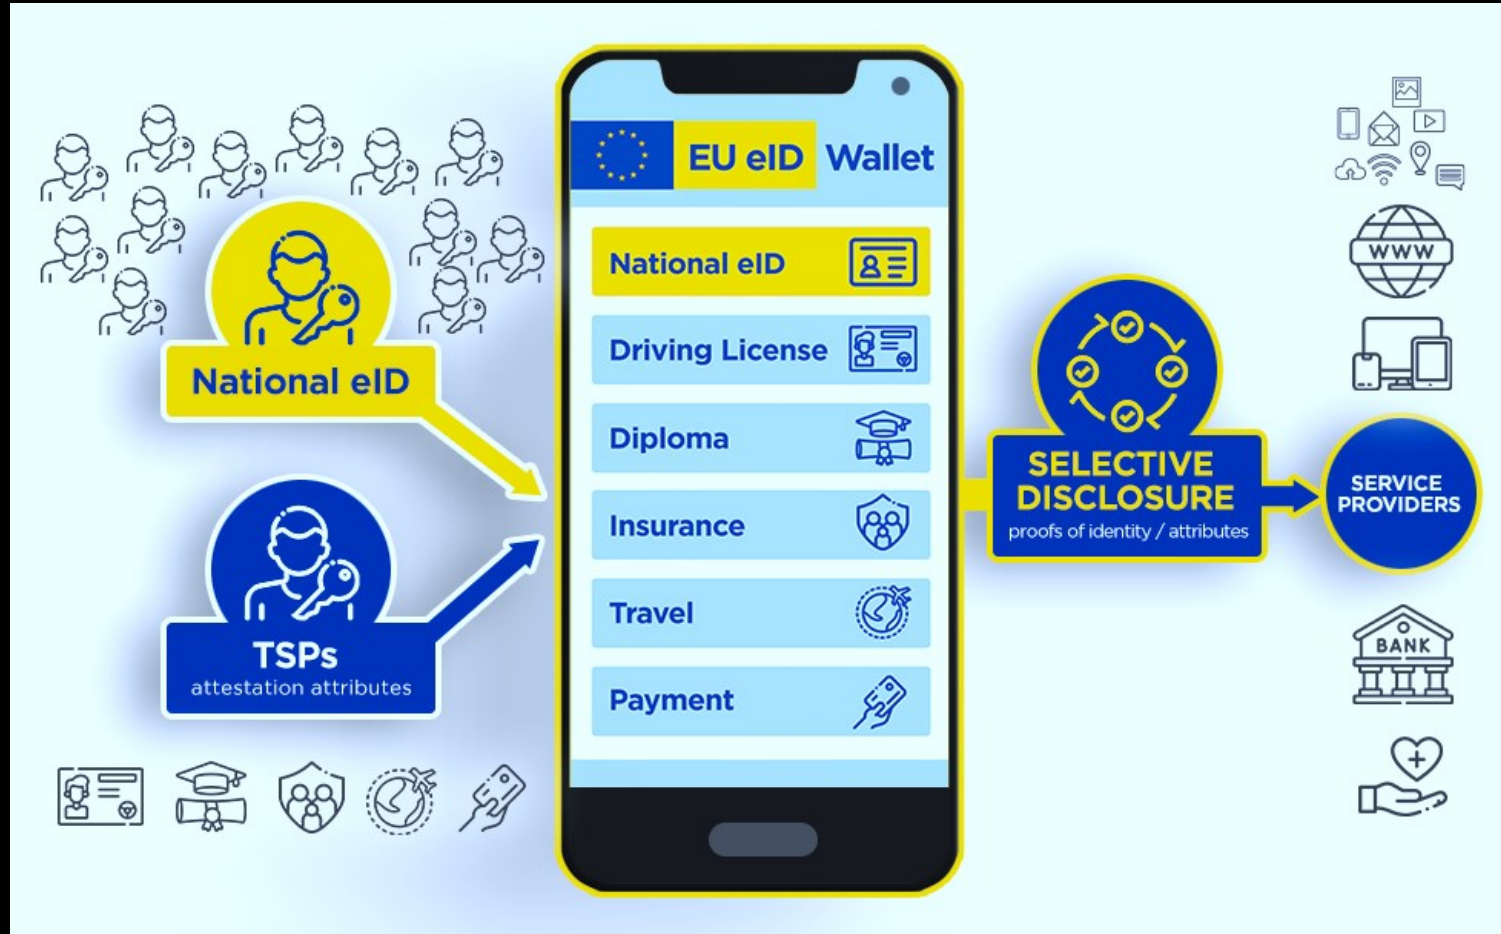 National eID
TSPs
attestation attributes
EU eID Wallet
National eID
Driving License
Diploma
Insurance
Travel
Payment
SELECTIVE
DISCLOSURE
proofs of identity / attributes
WWW
SERVICE
PROVIDERS
BANK